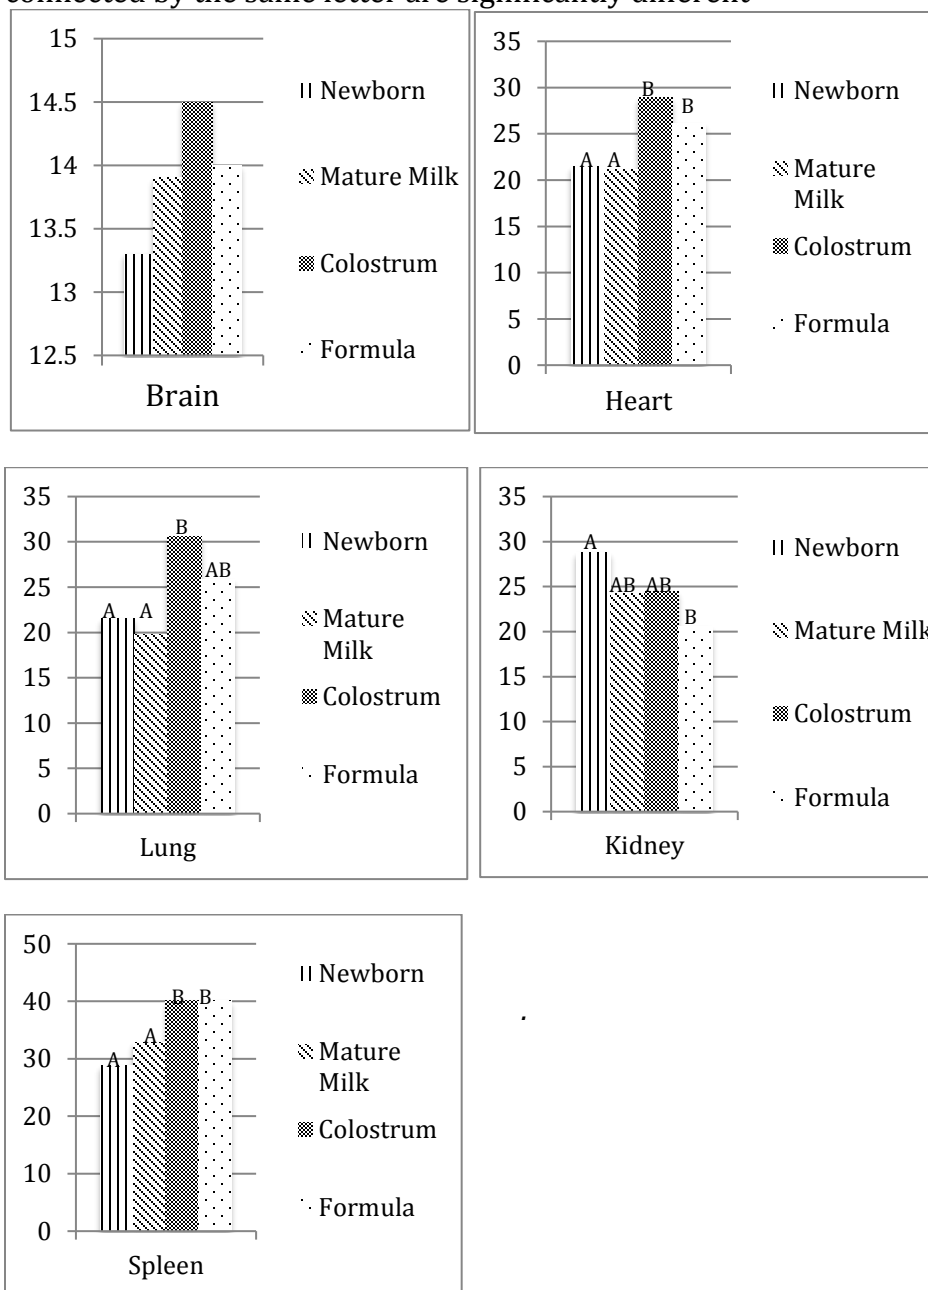 connected by the same letter are significantly different
15
14.5
14
13.5
13
12.5
Newborn
Mature Milk
Colostrum
Formula
Brain
35
30
25
20
15
10
5
0
A
A
B
B
Newborn
Mature
Milk
Colostrum
Formula
Heart
35
30
25
20
15
10
5
0
A
A
B
AB
Newborn
Mature
Milk
Colostrum
Formula
Lung
35
30
25
20
15
10
5
0
A
AB
AB
B
Newborn
Mature Milk
Colostrum
Formula
Kidney
50
40
30
20
10
0
A
A
B
B
Newborn
Mature
Milk
Colostrum
Formula
Spleen
.